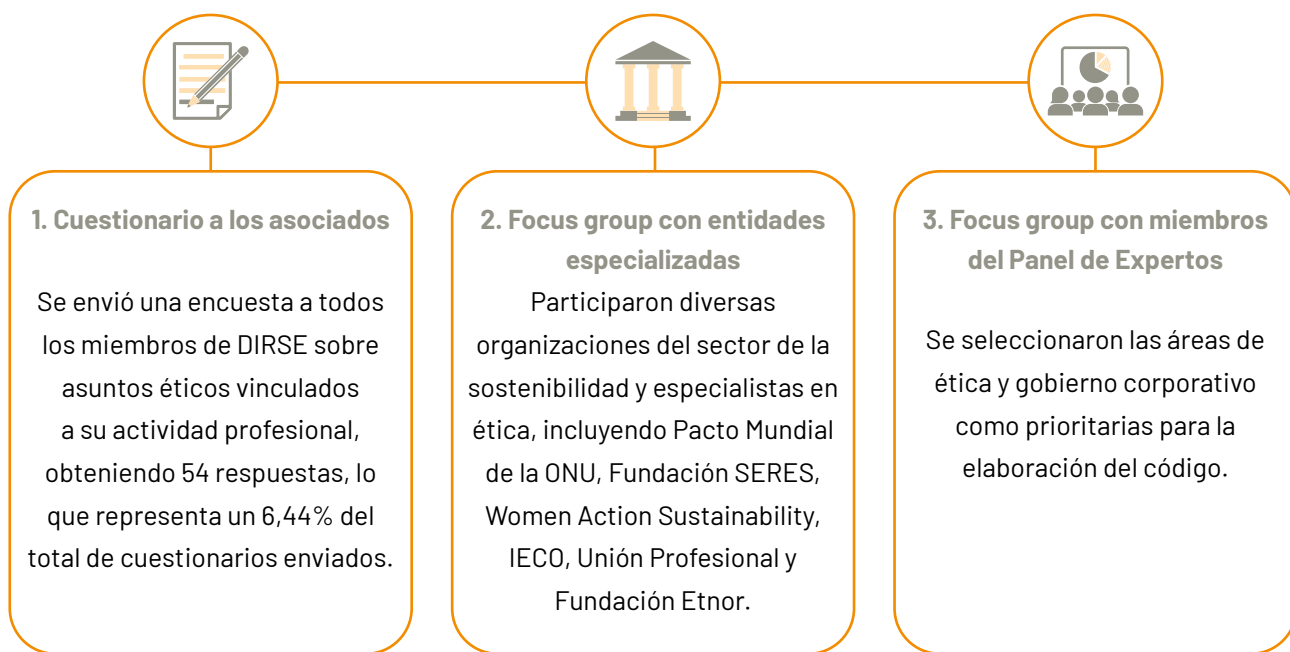 1. Cuestionario a los asociados
Se envió una encuesta a todos
los miembros de DIRSE sobre
asuntos éticos vinculados
a su actividad profesional,
obteniendo 54 respuestas, lo
que representa un 6,44% del
total de cuestionarios enviados.
2. Focus group con entidades
especializadas
Participaron diversas
organizaciones del sector de la
sostenibilidad y especialistas en
ética, incluyendo Pacto Mundial
de la ONU, Fundación SERES,
Women Action Sustainability,
IECO, Unión Profesional y
Fundación Etnor.
3. Focus group con miembros
del Panel de Expertos
Se seleccionaron las áreas de
ética y gobierno corporativo
como prioritarias para la
elaboración del código.